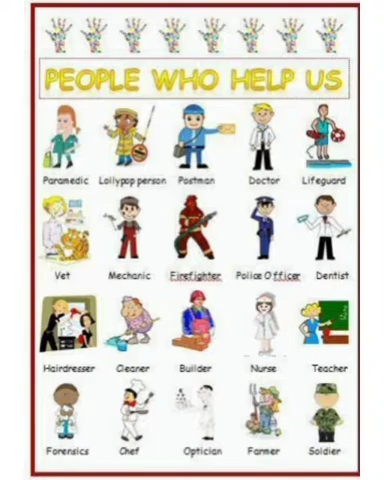 PEOPLE WHO HELP US
Paramedic Lollypop person Postman Doctor Lifeguard
Vet Mechanic Firefighter Police Officer Dentist
Hairdresser Cleaner Builder Nurse Teacher
Forensics Chef Optician Farmer Soldier